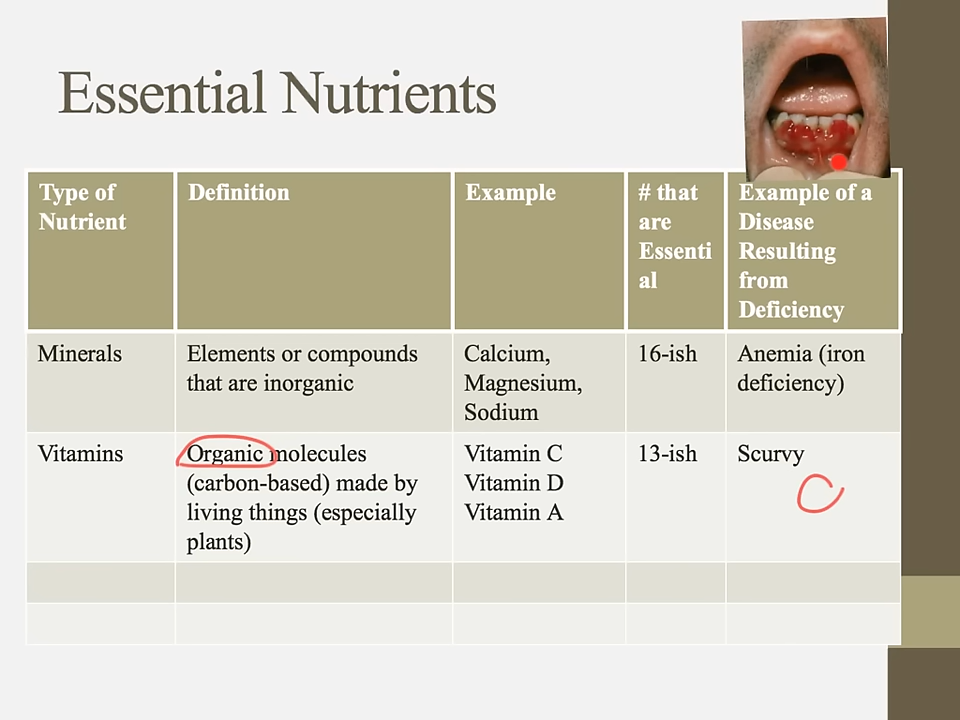 Essential Nutrients
Type of
Nutrient
Definition
Example
# that
are
Essenti
al
Example of a
Disease
Resulting
from
Deficiency
Minerals
Elements or compounds
that are inorganic
Calcium,
Magnesium,
Sodium
16-ish
Anemia (iron
deficiency)
Vitamins
Organic molecules
(carbon-based) made by
living things (especially
plants)
Vitamin C
Vitamin D
Vitamin A
13-ish
Scurvy
C